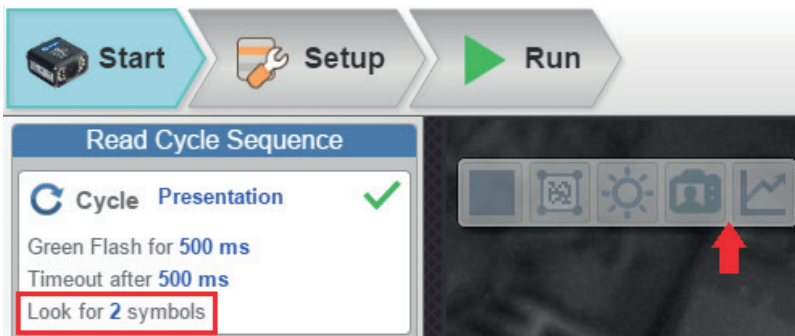 Start
Setup
Run
Read Cycle Sequence
Cycle Presentation
Green Flash for 500 ms
Timeout after 500 ms
Look for 2 symbols